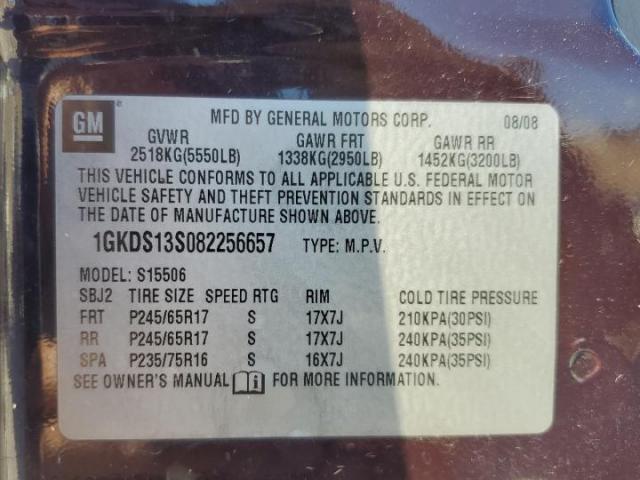 GM ®
MFD BY GENERAL MOTORS CORP. 08/08
GVWR GAWR FRT GAWR RR
2518KG(5550LB) 1338KG(2950LB) 1452KG(3200LB)
THIS VEHICLE CONFORMS TO ALL APPLICABLE U.S. FEDERAL MOTOR
VEHICLE SAFETY AND THEFT PREVENTION STANDARDS IN EFFECT ON
THE DATE OF MANUFACTURE SHOWN ABOVE.
1GKDS13S082256657 TYPE: M.P.V.
MODEL: S15506
SBJ2 TIRE SIZE SPEED RTG RIM COLD TIRE PRESSURE
FRT P245/65R17 S 17X7J 210KPA(30PSI)
RR P245/65R17 S 17X7J 240KPA(35PSI)
SPA P235/75R16 S 16X7J 240KPA(35PSI)
SEE OWNER'S MANUAL i FOR MORE INFORMATION.